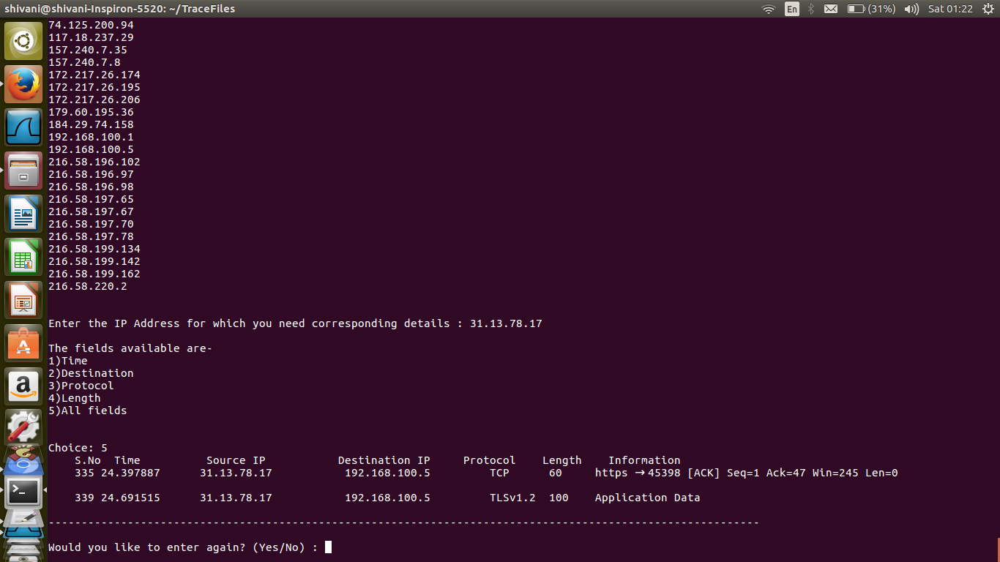 shivani@shivani-Inspiron-5520: ~/TraceFiles
En
(31%)
Sat 01:22
74.125.200.94
117.18.237.29
157.240.7.35
157.240.7.8
172.217.26.174
172.217.26.195
172.217.26.206
179.60.195.36
184.29.74.158
192.168.100.1
192.168.100.5
216.58.196.102
216.58.196.97
216.58.196.98
216.58.197.65
216.58.197.67
216.58.197.70
216.58.197.78
216.58.199.134
216.58.199.142
216.58.199.162
216.58.220.2
Enter the IP Address for which you need corresponding details : 31.13.78.17
The fields available are-
1)Time
2)Destination
3)Protocol
4)Length
5)All fields
Choice: 5
S.No Time Source IP Destination IP Protocol Length Information
335 24.397887 31.13.78.17 192.168.100.5 TCP 60 https → 45398 [ACK] Seq=1 Ack=47 Win=245 Len=0
339 24.691515 31.13.78.17 192.168.100.5 TLSv1.2 100 Application Data
------------------------------------------------------------------------------------------------------------
Would you like to enter again? (Yes/No) :